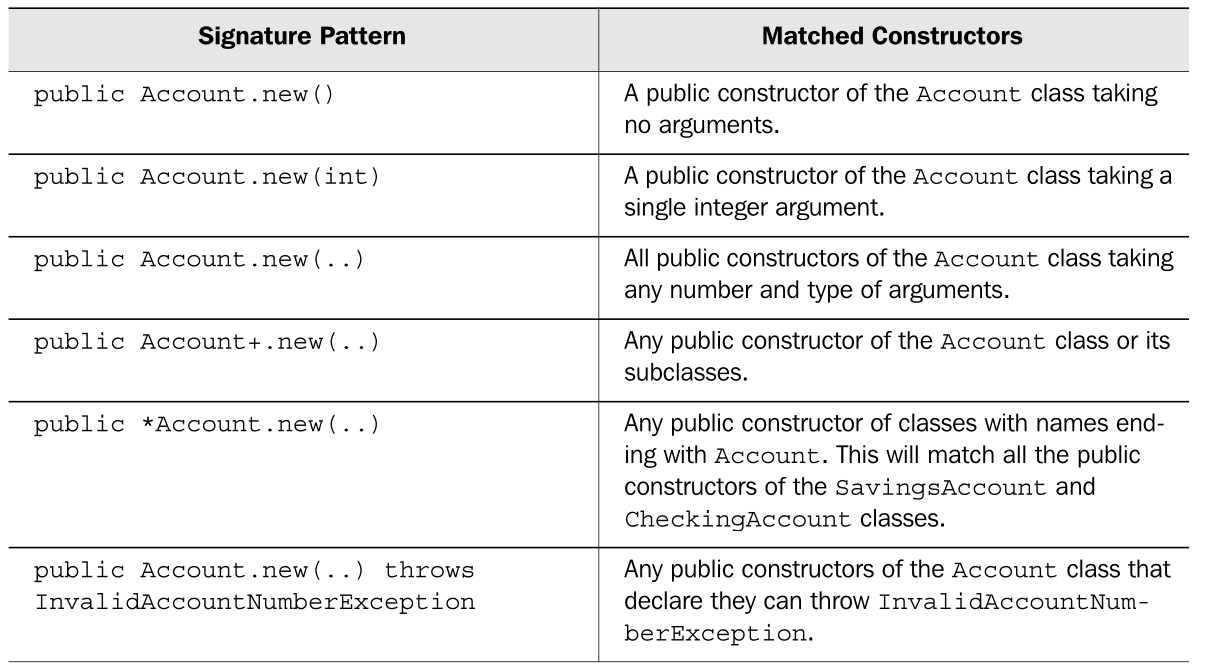 Signature Pattern
Matched Constructors
public Account.new()
A public constructor of the Account class taking
no arguments.
public Account.new(int)
A public constructor of the Account class taking a
single integer argument.
public Account.new(..)
All public constructors of the Account class taking
any number and type of arguments.
public Account+.new(..)
Any public constructor of the Account class or its
subclasses.
public *Account.new(..)
Any public constructor of classes with names end-
ing with Account. This will match all the public
constructors of the SavingsAccount and
CheckingAccount classes.
public Account.new(..) throws
InvalidAccountNumberException
Any public constructors of the Account class that
declare they can throw InvalidAccountNum-
berException.